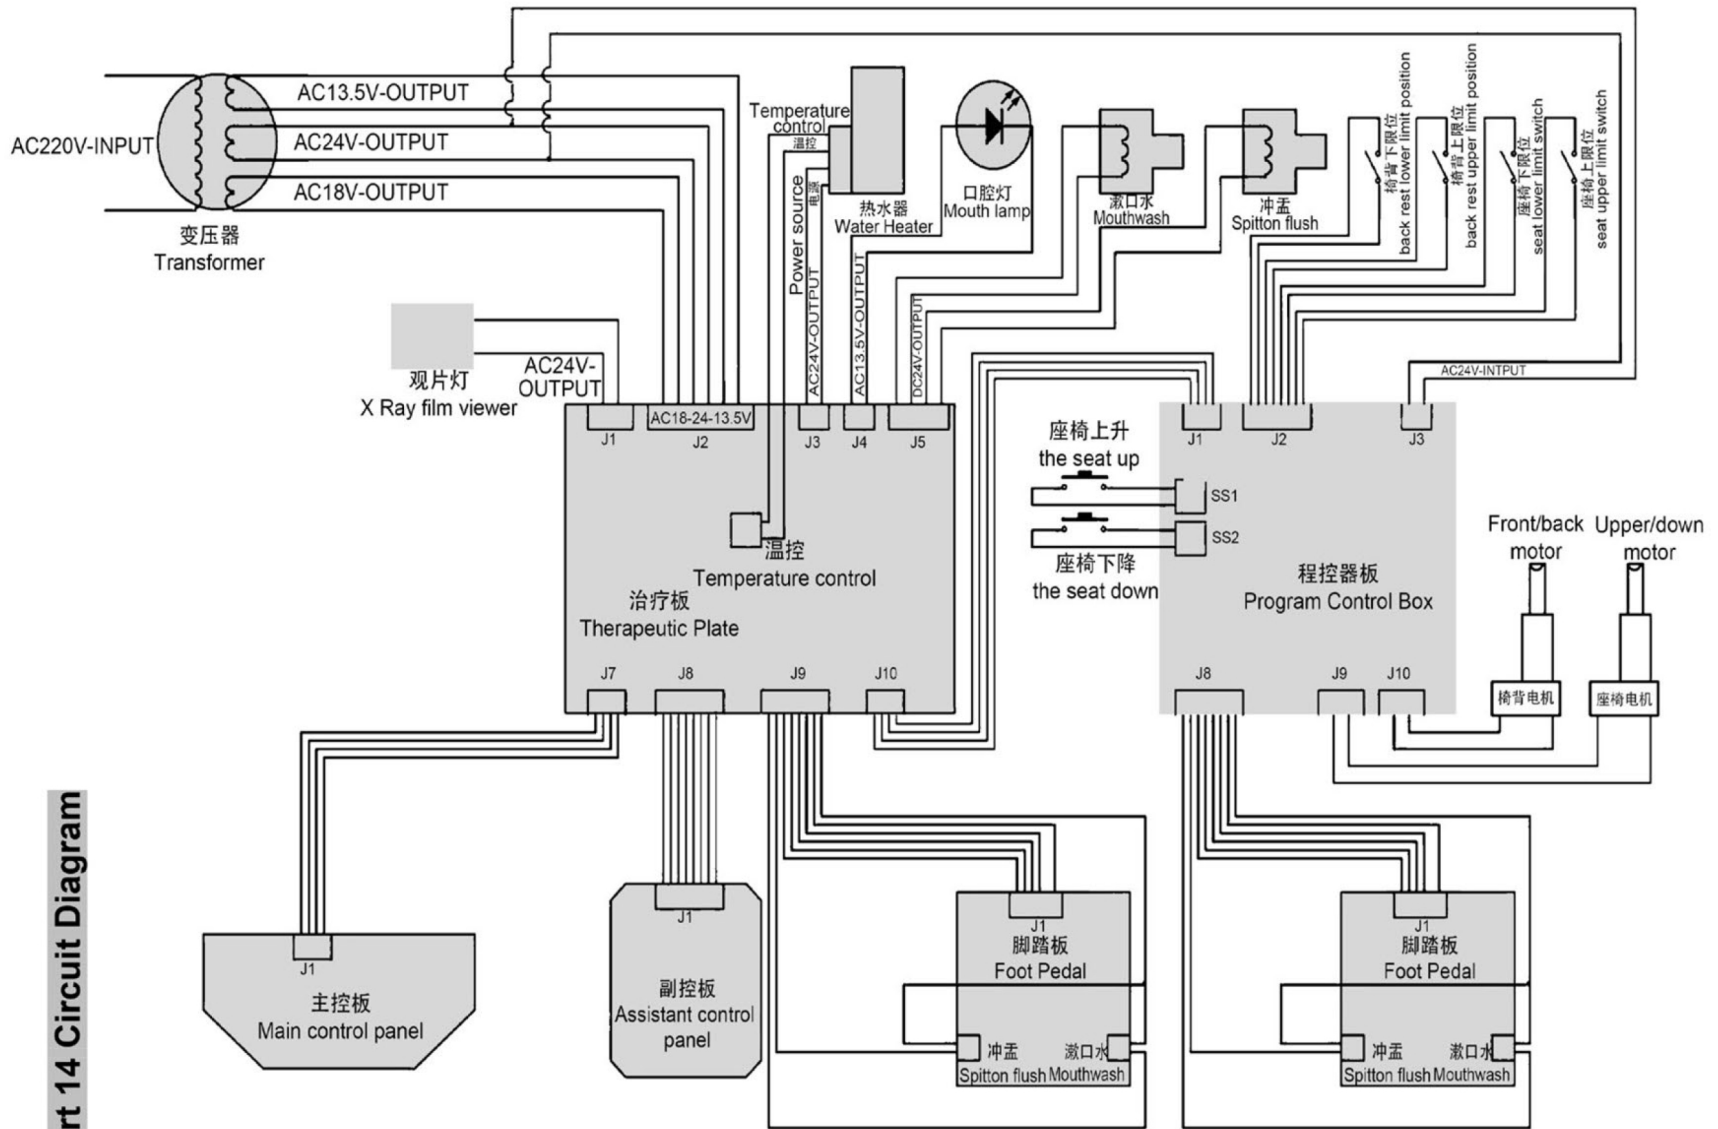 AC220V-INPUT
AC13.5V-OUTPUT
AC24V-OUTPUT
AC18V-OUTPUT
变压器
Transformer
Temperature
control
温控
Power source
电源
热水器
Water Heater
口腔灯
Mouth lamp
漱口水
Mouthwash
冲盂
Spitton flush
椅背下限位
back rest lower limit position
椅背上限位
back rest upper limit position
座椅下限位
seat lower limit switch
座椅上限位
seat upper limit switch
观片灯
X Ray film viewer
AC24V-
OUTPUT
AC24V-OUTPUT
AC13.5V-OUTPUT
DC24V-OUTPUT
AC24V-INTPUT
J1
AC18-24-13.5V
J2
J3
J4
J5
温控
Temperature control
治疗板
Therapeutic Plate
J7
J8
J9
J10
座椅上升
the seat up
座椅下降
the seat down
J1
J2
J3
SS1
SS2
程控器板
Program Control Box
J8
J9
J10
Front/back
motor
Upper/down
motor
椅背电机
座椅电机
J1
主控板
Main control panel
J1
副控板
Assistant control
panel
J1
脚踏板
Foot Pedal
冲盂
漱口水
Spitton flush Mouthwash
J1
脚踏板
Foot Pedal
冲盂
漱口水
Spitton flush Mouthwash
rt 14 Circuit Diagram